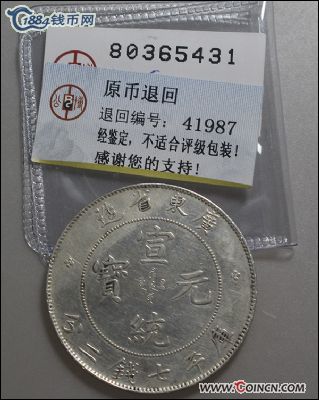 1884钱币网
80365431
公博
原币退回
退回编号: 41987
经鉴定，不适合评级包装!
感谢您的支持!
造省東廣
宣統元寶
庫平七錢二分
www.COINCN.com